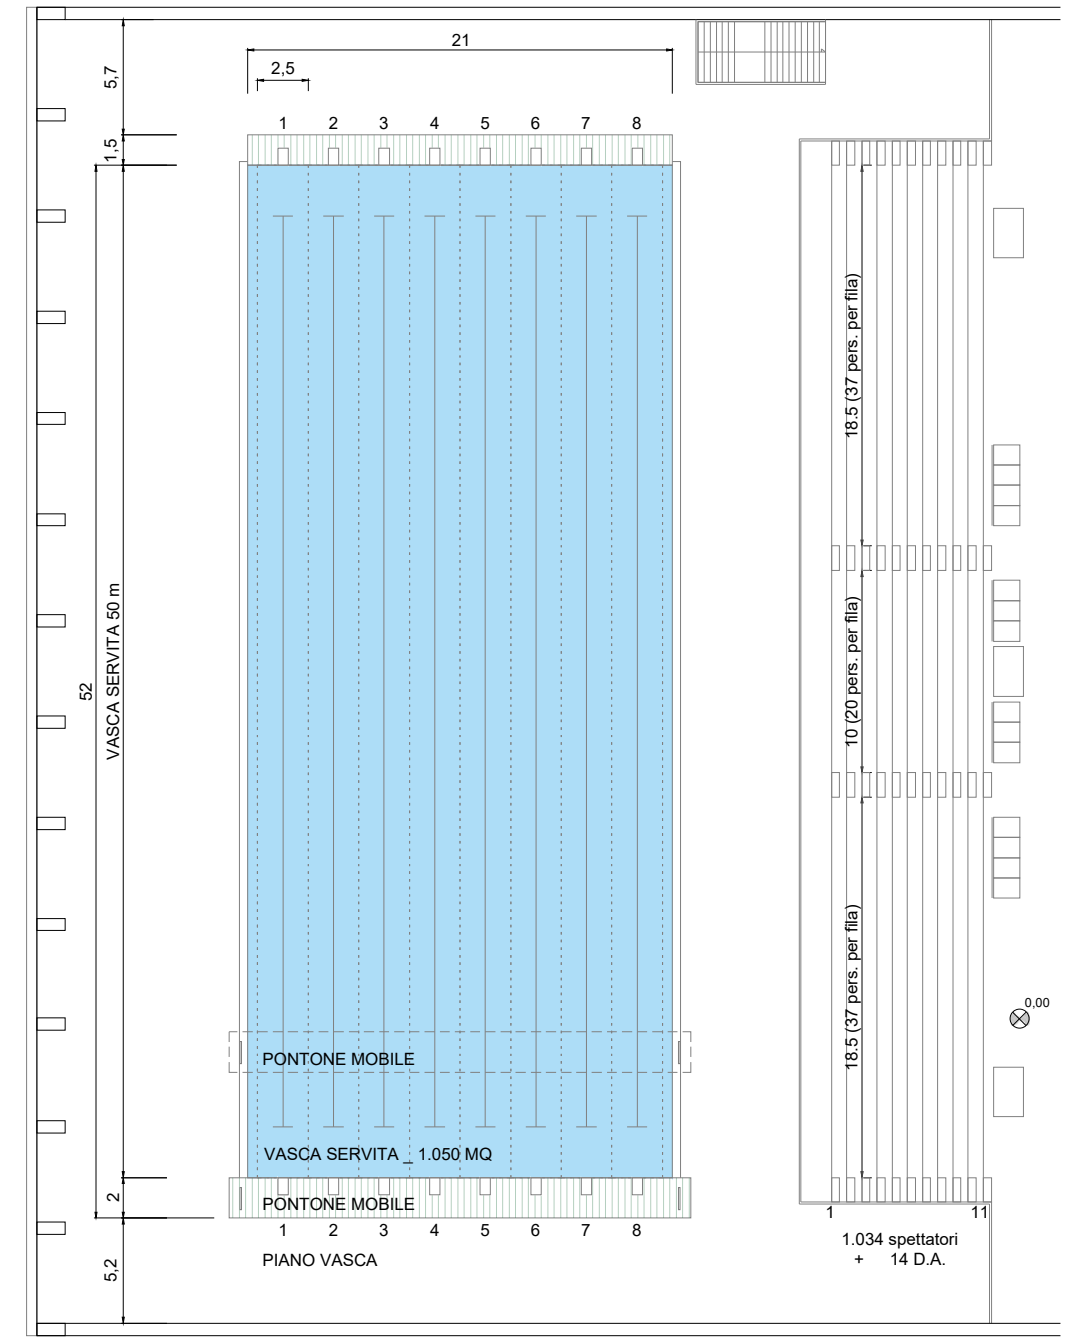 21
2,5
5,7
1,5
1 2 3 4 5 6 7 8
52
VASCA SERVITA 50 m
18.5 (37 pers. per fila)
10 (20 pers. per fila)
18.5 (37 pers. per fila)
0,00
PONTONE MOBILE
VASCA SERVITA _ 1.050 MQ
2
PONTONE MOBILE
1 2 3 4 5 6 7 8
1 11
PIANO VASCA
1.034 spettatori
+ 14 D.A.
5,2